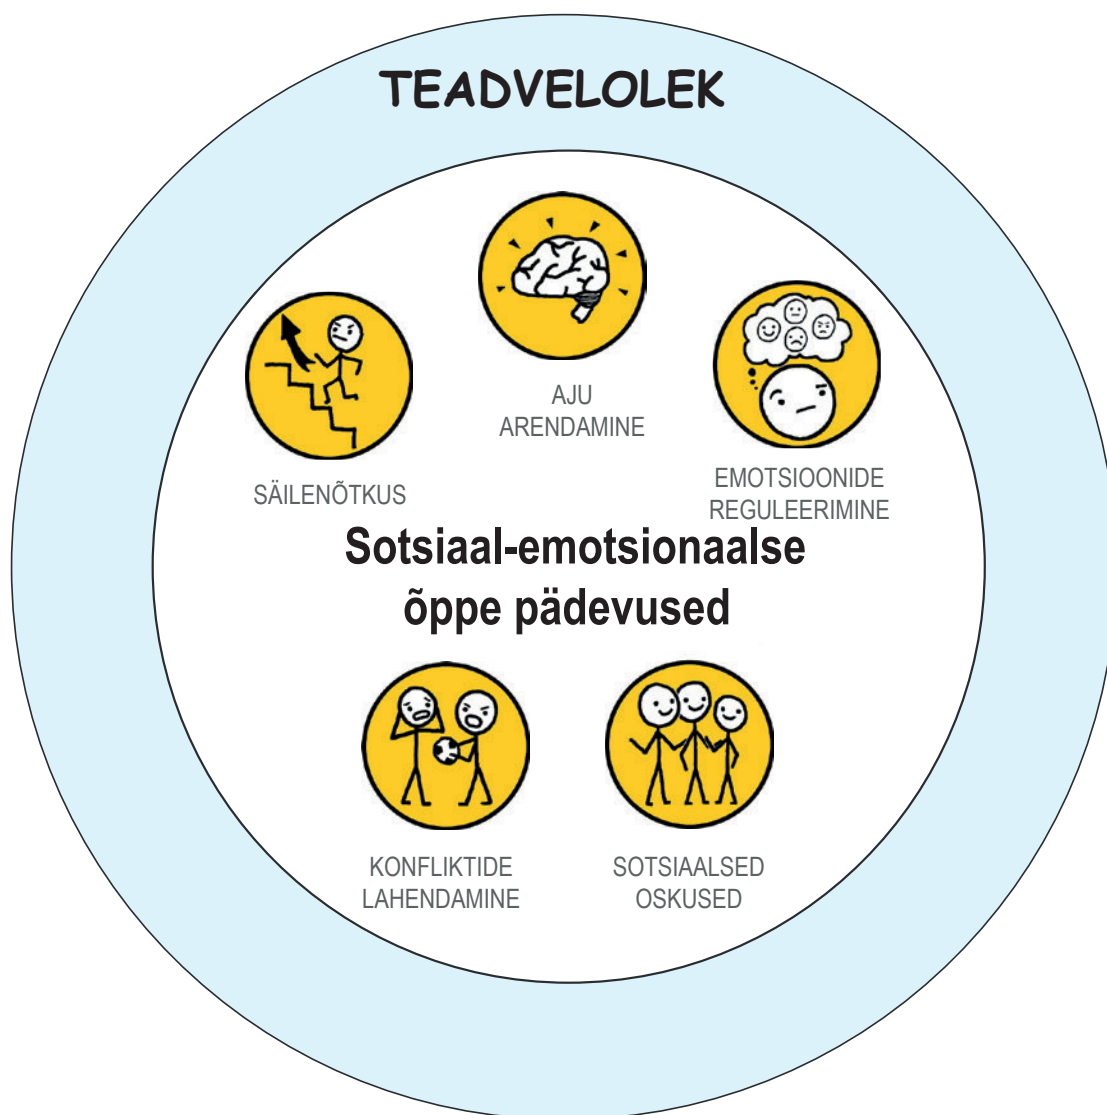 TEADVELOLEK
AJU
ARENDAMINE
SÄILENÕTKUS
EMOTSIOONIDE
REGULEERIMINE
Sotsiaal-emotsionaalse
õppe pädevused
KONFLIKTIDE
LAHENDAMINE
SOTSIAALSED
OSKUSED